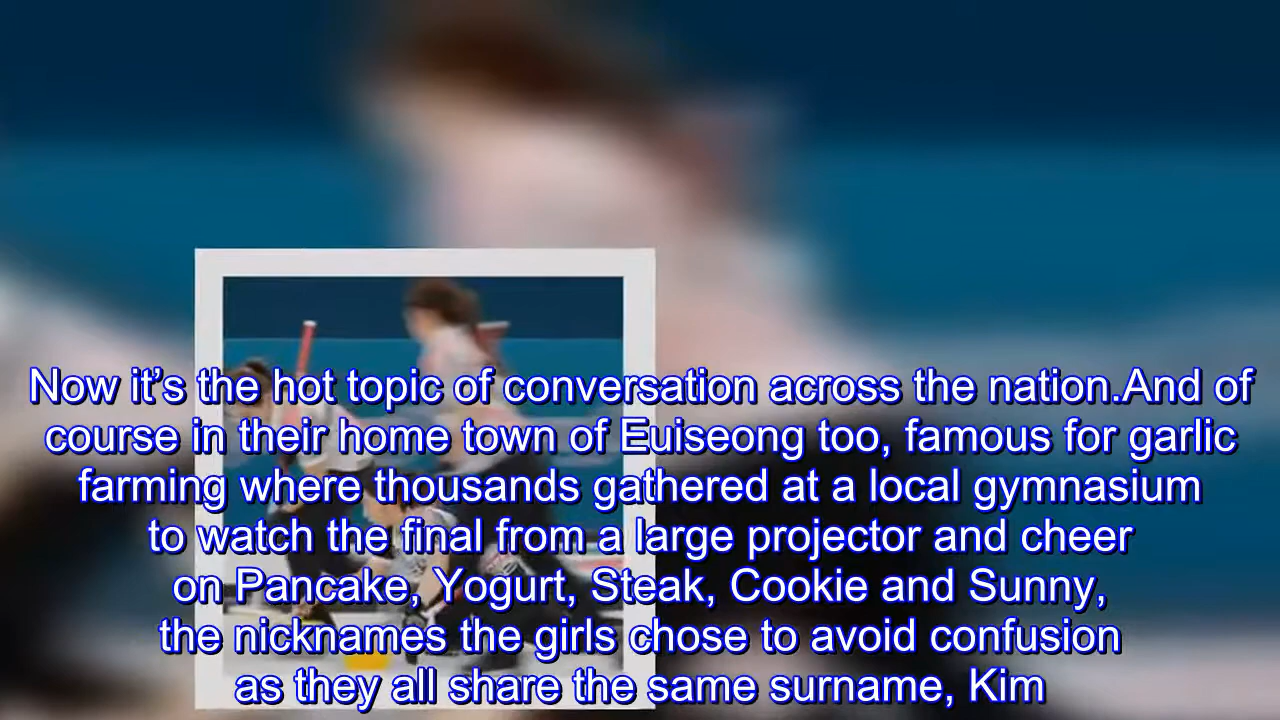 Now it’s the hot topic of conversation across the nation.And of
course in their home town of Euiseong too, famous for garlic
farming where thousands gathered at a local gymnasium
to watch the final from a large projector and cheer
on Pancake, Yogurt, Steak, Cookie and Sunny,
the nicknames the girls chose to avoid confusion
as they all share the same surname, Kim